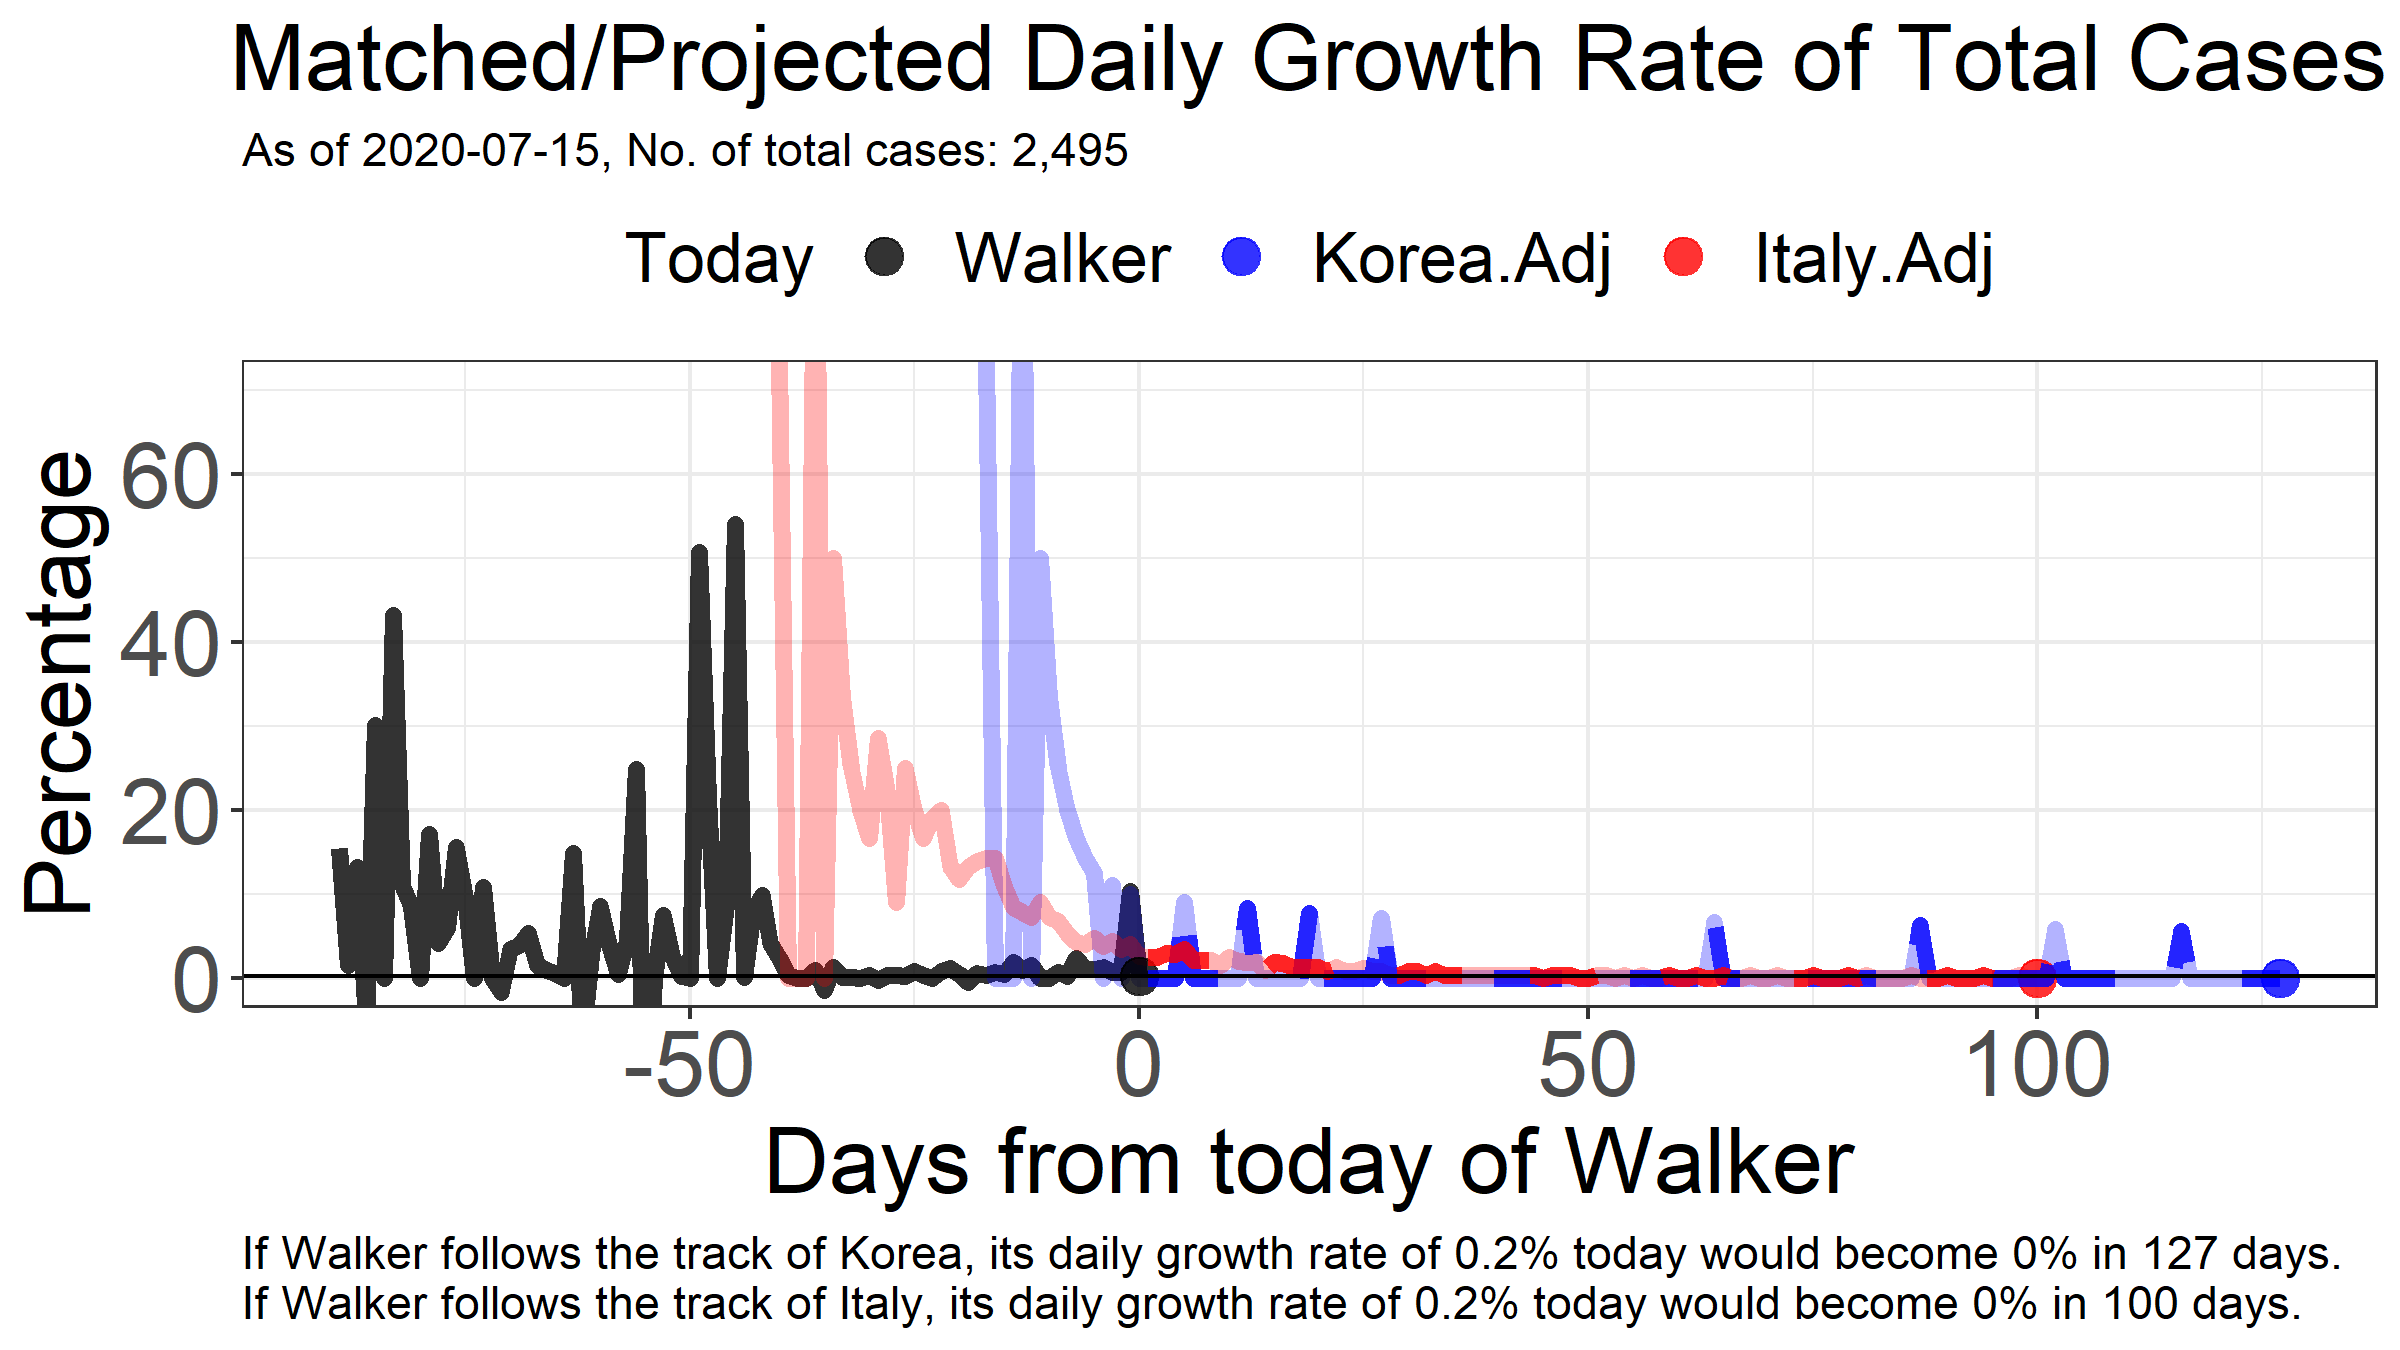 Matched/Projected Daily Growth Rate of Total Cases
As of 2020-07-15, No. of total cases: 2,495
Today Walker Korea.Adj Italy.Adj
Percentage
60
40
20
0
-50 0 50 100
Days from today of Walker
If Walker follows the track of Korea, its daily growth rate of 0.2% today would become 0% in 127 days.
If Walker follows the track of Italy, its daily growth rate of 0.2% today would become 0% in 100 days.